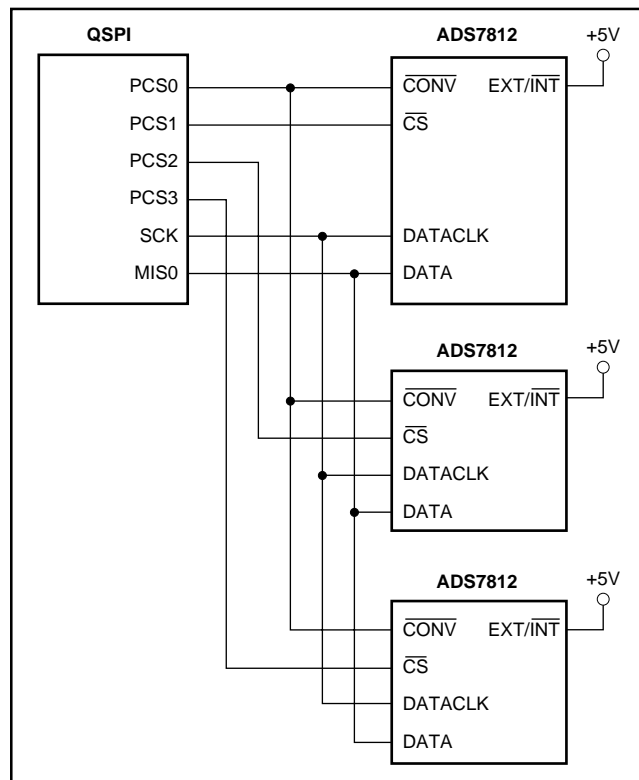 QSPI
PCS0
PCS1
PCS2
PCS3
SCK
MIS0
ADS7812
+5V
CONV EXT/INT
CS
DATACLK
DATA
ADS7812
+5V
CONV EXT/INT
CS
DATACLK
DATA
ADS7812
+5V
CONV EXT/INT
CS
DATACLK
DATA